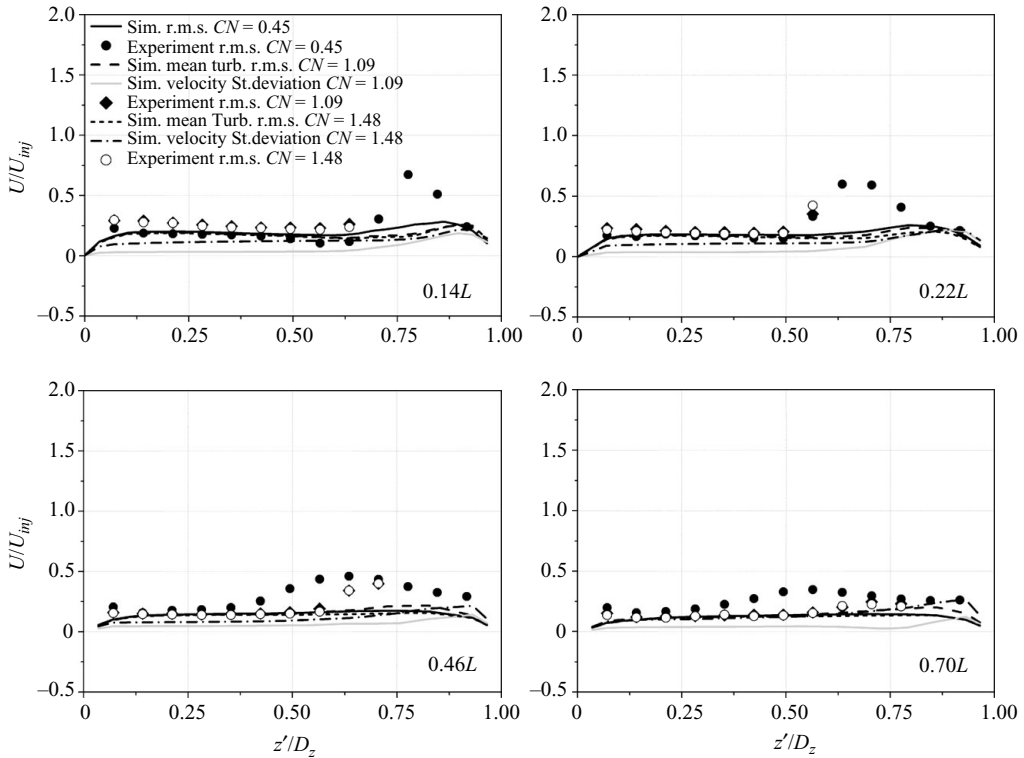 2.0
1.5
1.0
0.5
0
–0.5
U/U_inj
Sim. r.m.s. CN = 0.45
Experiment r.m.s. CN = 0.45
Sim. mean turb. r.m.s. CN = 1.09
Sim. velocity St.deviation CN = 1.09
Experiment r.m.s. CN = 1.09
Sim. mean Turb. r.m.s. CN = 1.48
Sim. velocity St.deviation CN = 1.48
Experiment r.m.s. CN = 1.48
0.14L
0 0.25 0.50 0.75 1.00
2.0
1.5
1.0
0.5
0
–0.5
0.22L
0 0.25 0.50 0.75 1.00
2.0
1.5
1.0
0.5
0
–0.5
U/U_inj
0.46L
0 0.25 0.50 0.75 1.00
z′/D_z
2.0
1.5
1.0
0.5
0
–0.5
0.70L
0 0.25 0.50 0.75 1.00
z′/D_z